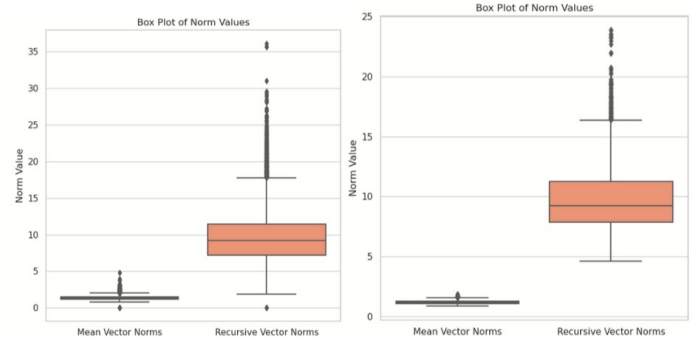 Box Plot of Norm Values
Norm Value
35
30
25
20
15
10
5
0
Mean Vector Norms
Recursive Vector Norms
Box Plot of Norm Values
Norm Value
25
20
15
10
5
0
Mean Vector Norms
Recursive Vector Norms